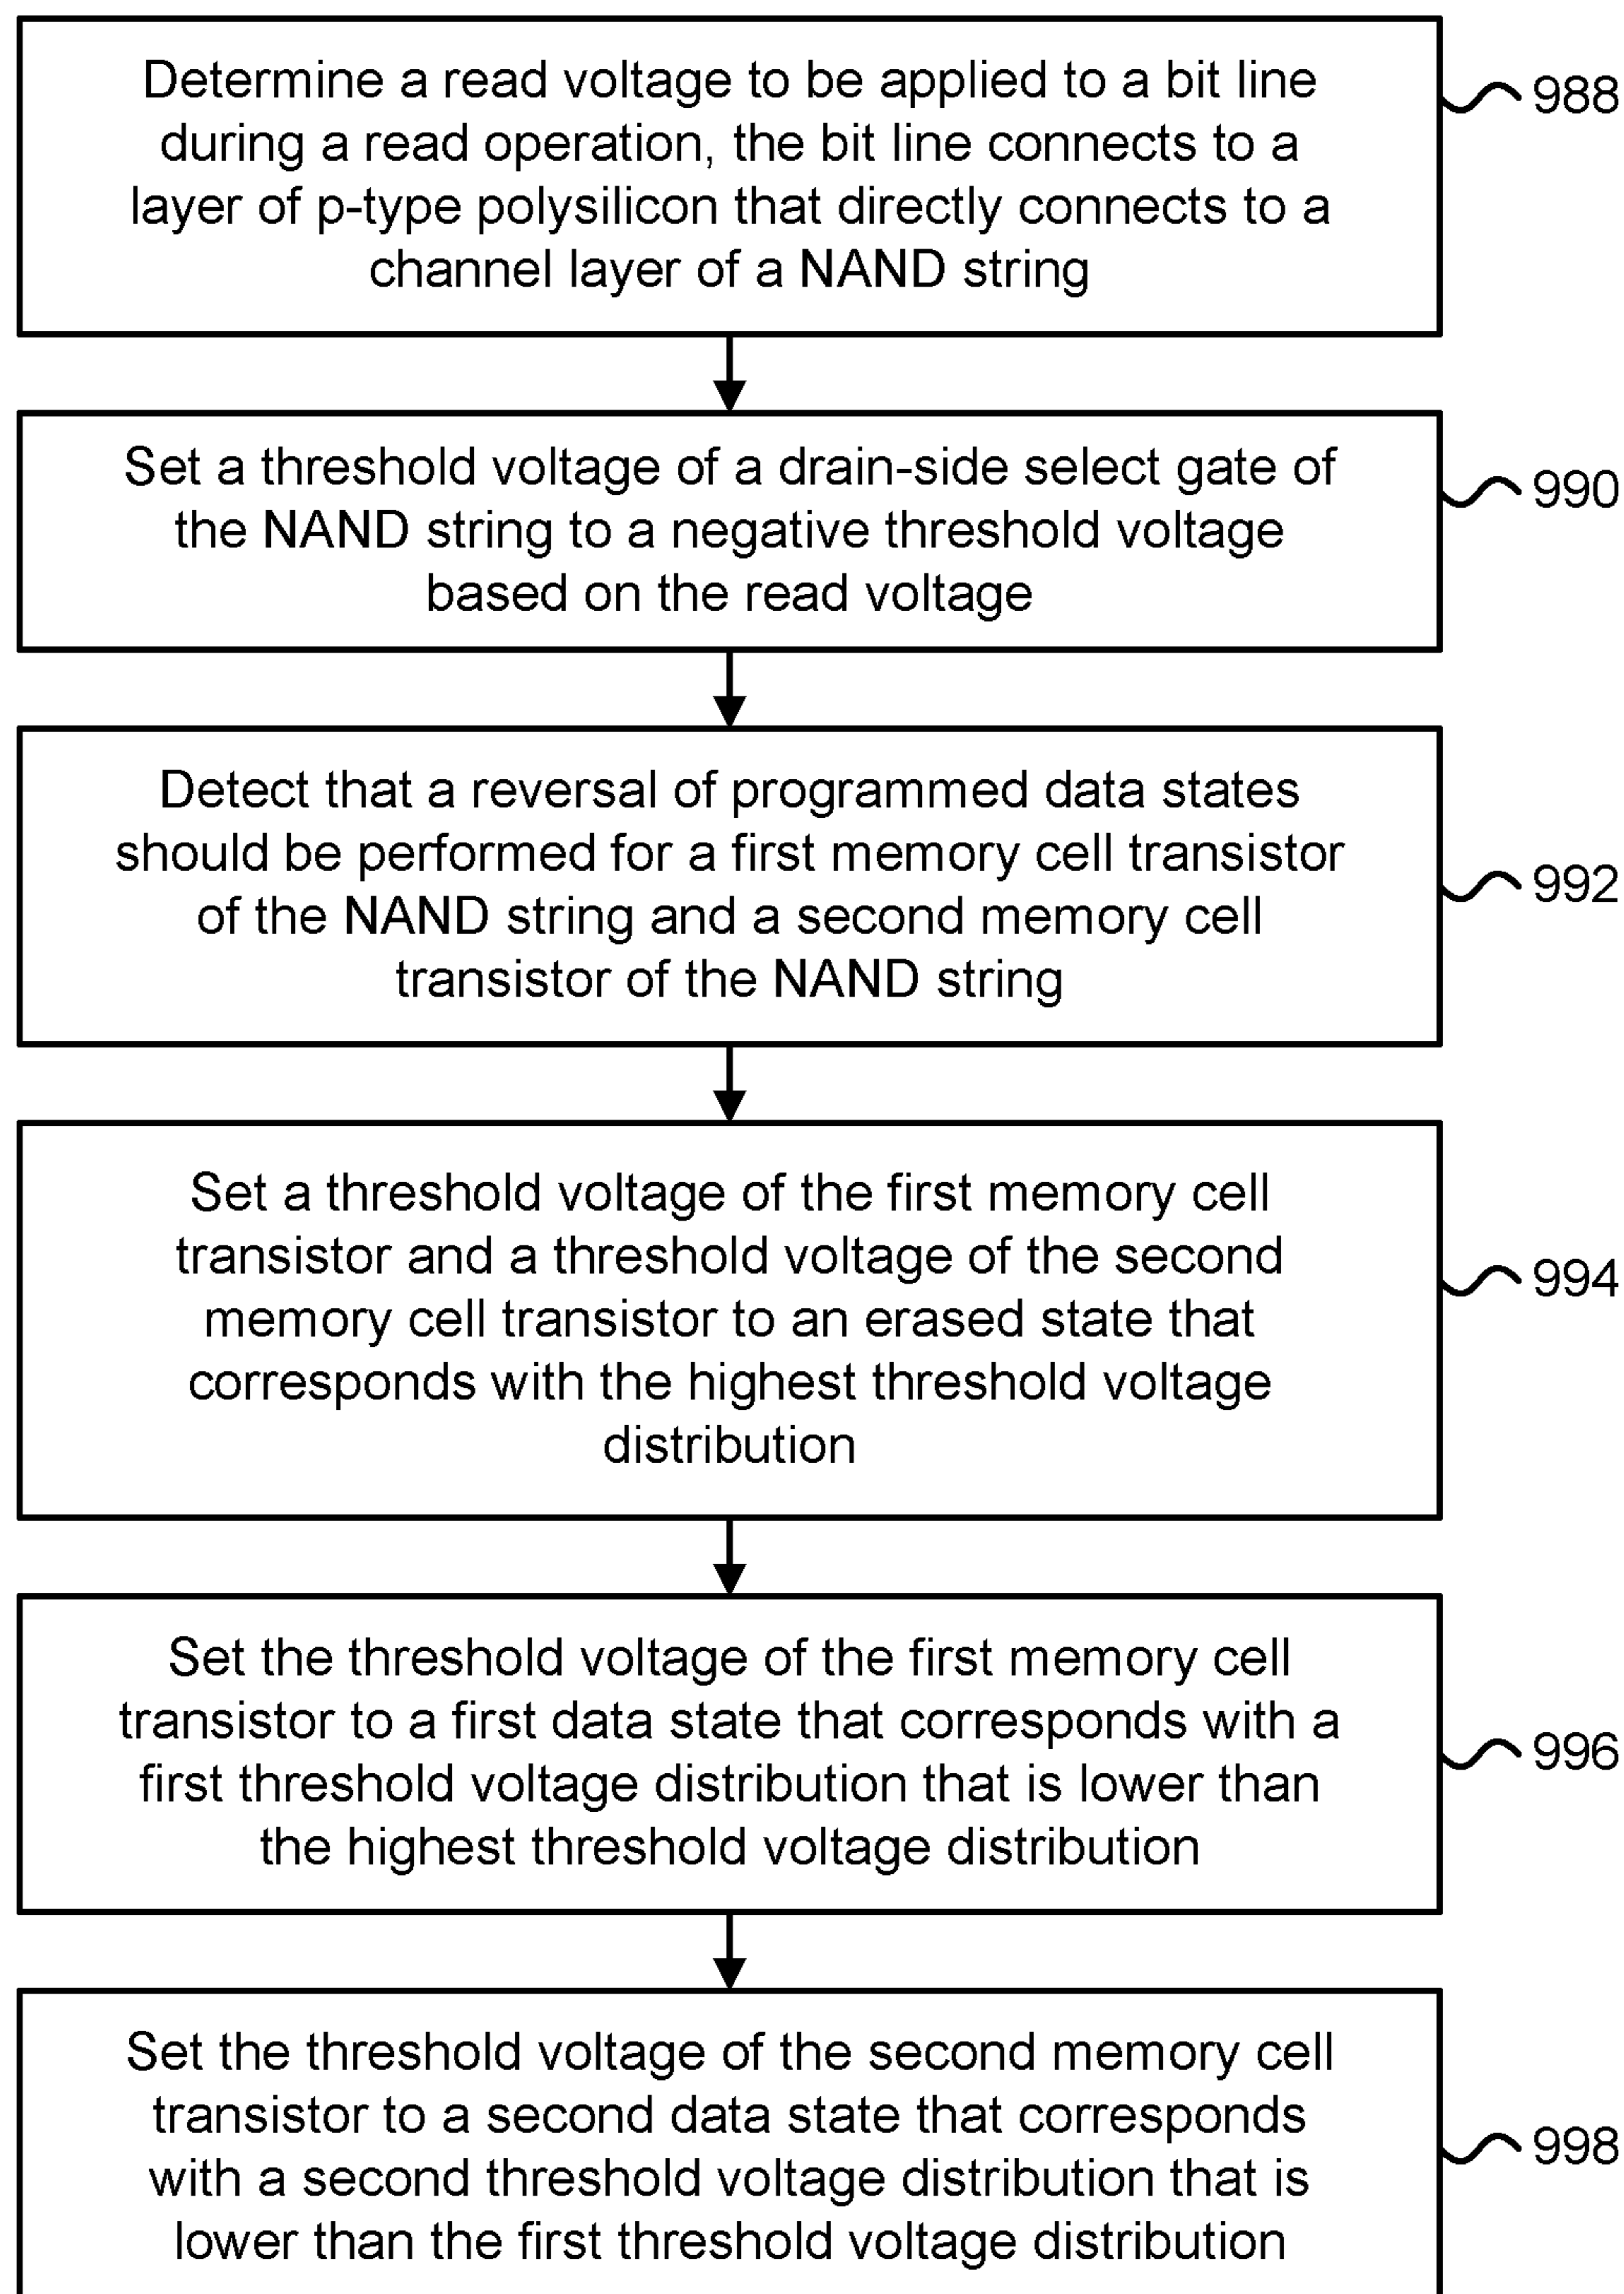 Determine a read voltage to be applied to a bit line
during a read operation, the bit line connects to a
layer of p-type polysilicon that directly connects to a
channel layer of a NAND string
988
Set a threshold voltage of a drain-side select gate of
the NAND string to a negative threshold voltage
based on the read voltage
990
Detect that a reversal of programmed data states
should be performed for a first memory cell transistor
of the NAND string and a second memory cell
transistor of the NAND string
992
Set a threshold voltage of the first memory cell
transistor and a threshold voltage of the second
memory cell transistor to an erased state that
corresponds with the highest threshold voltage
distribution
994
Set the threshold voltage of the first memory cell
transistor to a first data state that corresponds with a
first threshold voltage distribution that is lower than
the highest threshold voltage distribution
996
Set the threshold voltage of the second memory cell
transistor to a second data state that corresponds
with a second threshold voltage distribution that is
lower than the first threshold voltage distribution
998